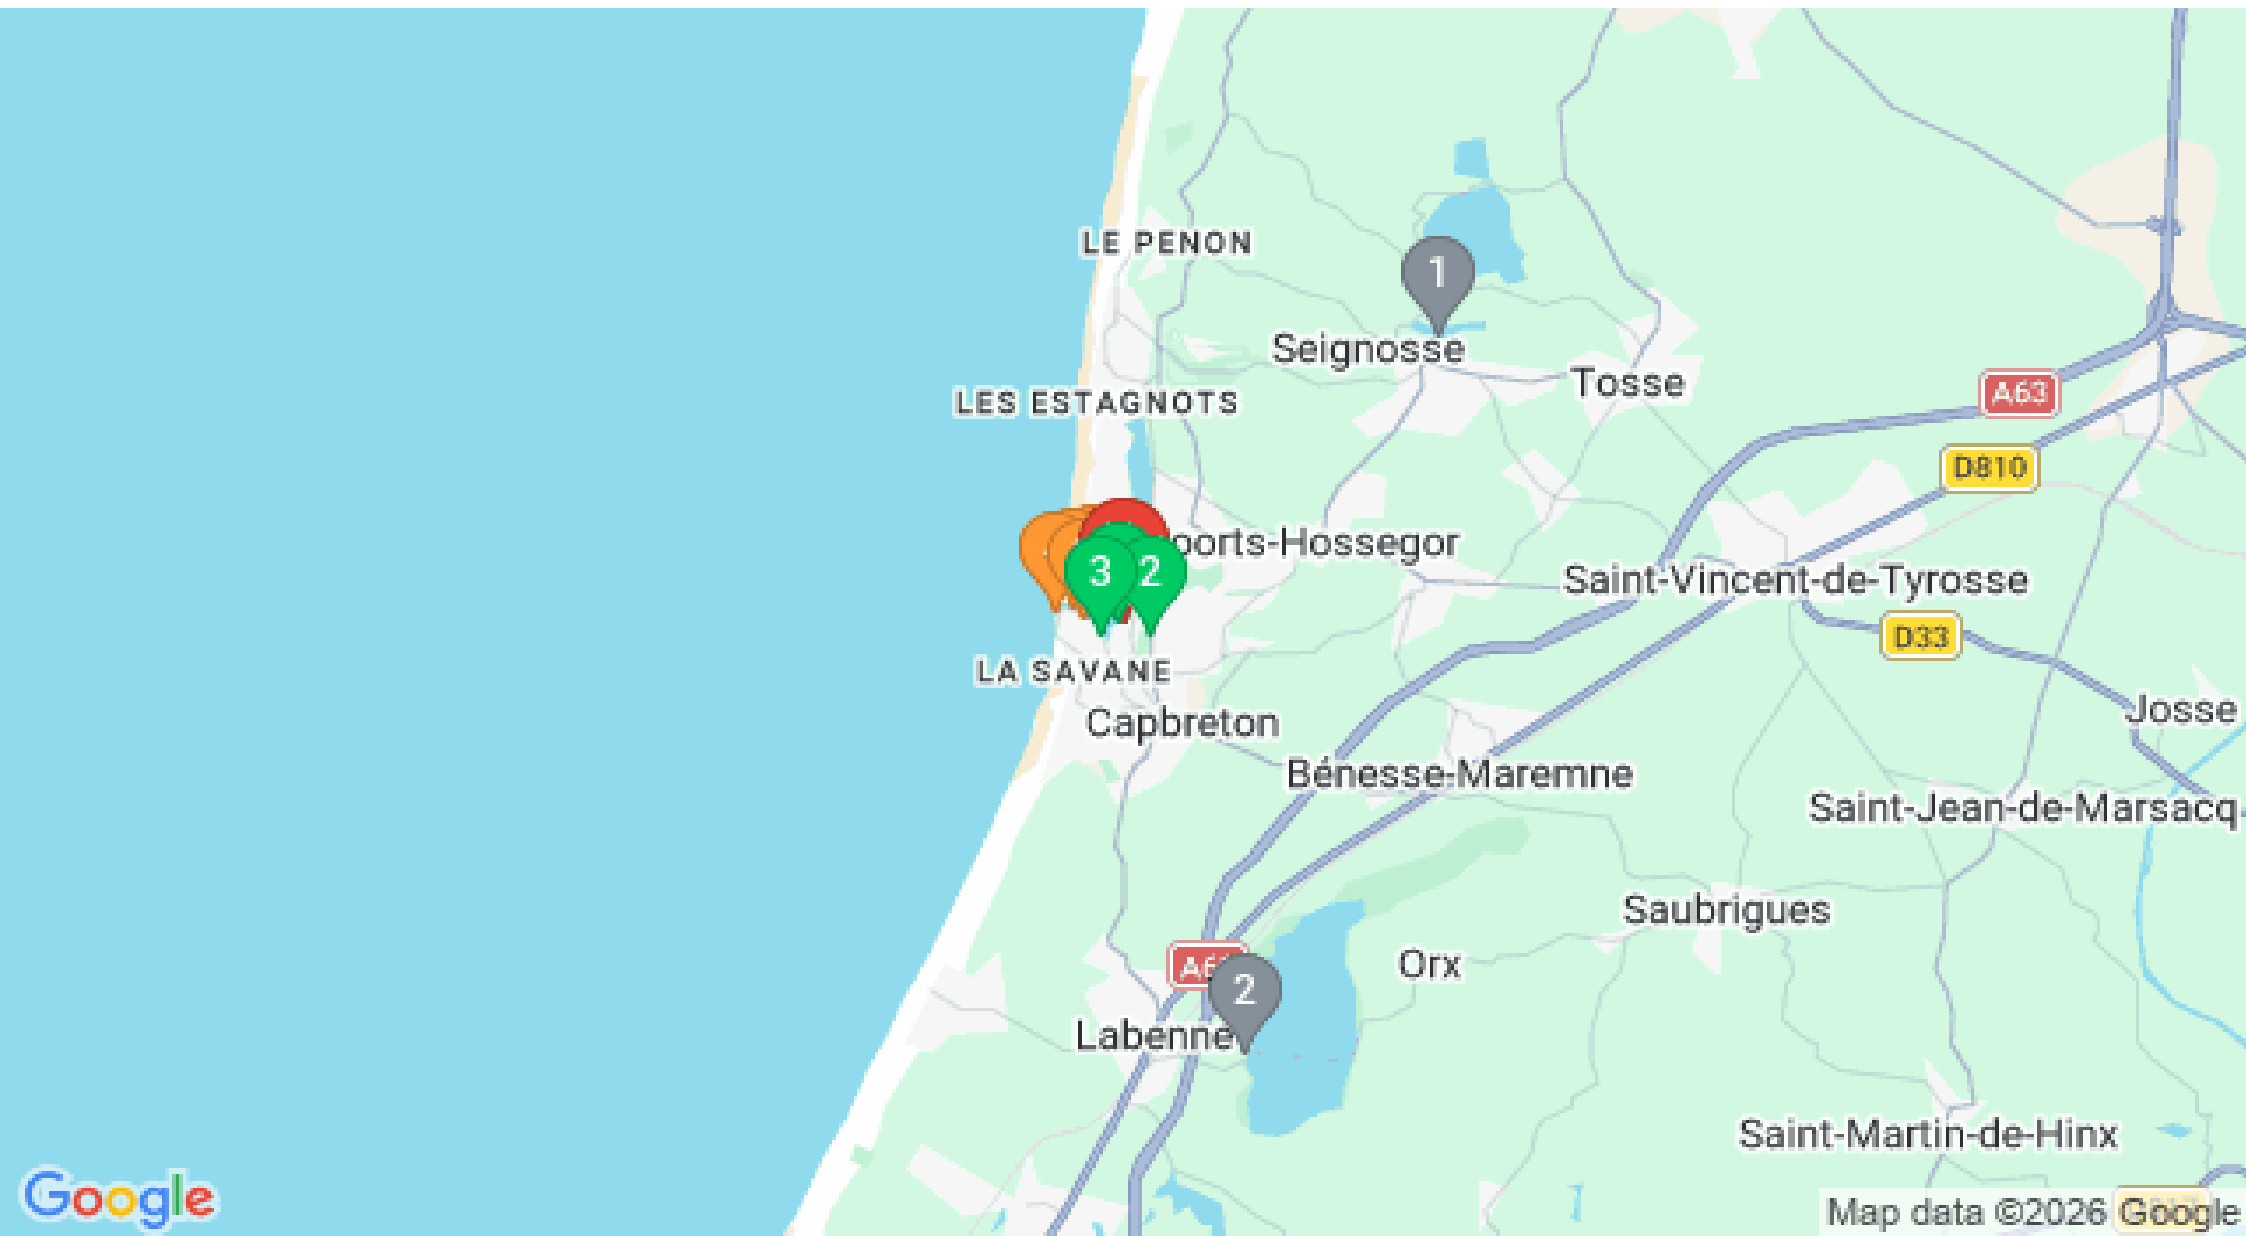 LE PENON
1
Seignosse
Tosse
A63
LES ESTAGNOTS
D810
oorts-Hossegor
3
2
Saint-Vincent-de-Tyrosse
D33
LA SAVANE
Josse
Capbreton
Bénesse-Maremne
Saint-Jean-de-Marsacq
Saubrigues
Orx
2
Labenne
Saint-Martin-de-Hinx
Google
Map data ©2026 Google